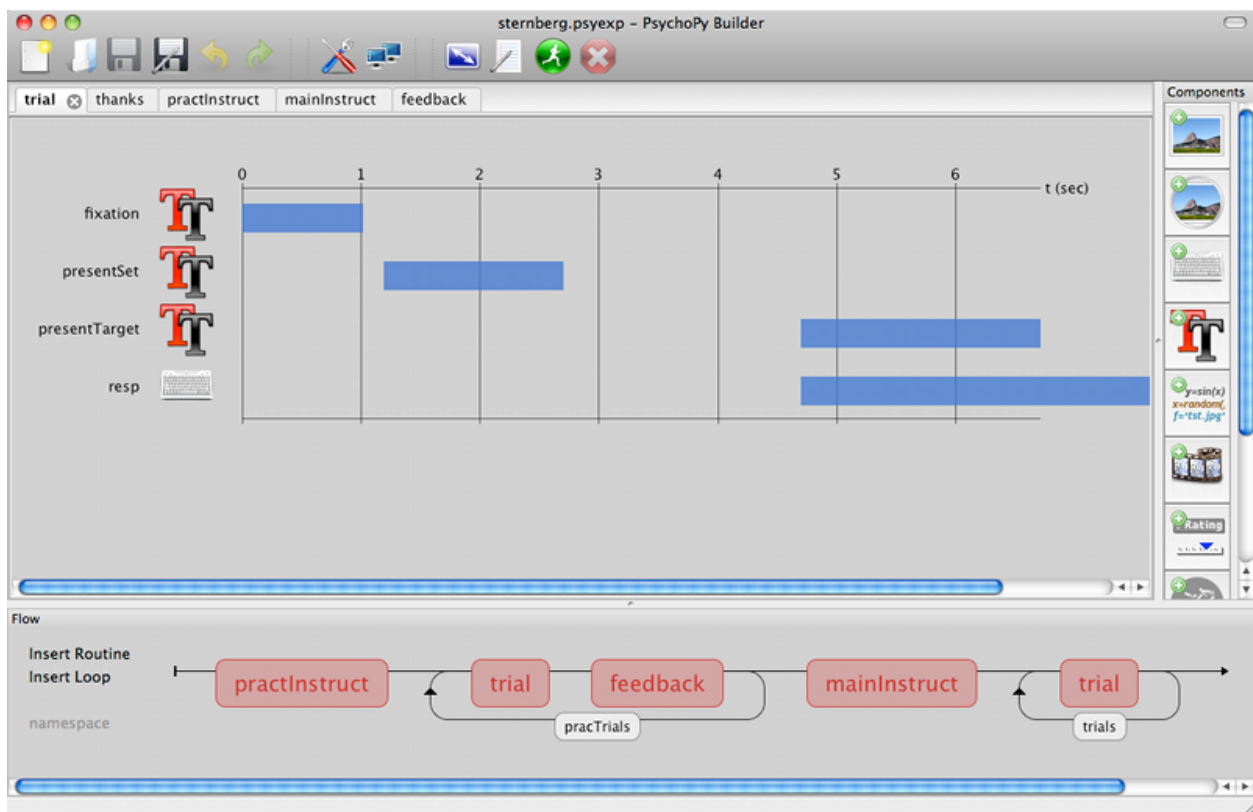 sternberg.psyexp – PsychoPy Builder
trial thanks practInstruct mainInstruct feedback
Components
0 1 2 3 4 5 6
t (sec)
fixation
presentSet
presentTarget
resp
y=sin(x)
x=random(,
f='tst.jpg'
Rating
Flow
Insert Routine
Insert Loop
namespace
practInstruct trial feedback mainInstruct trial
pracTrials trials